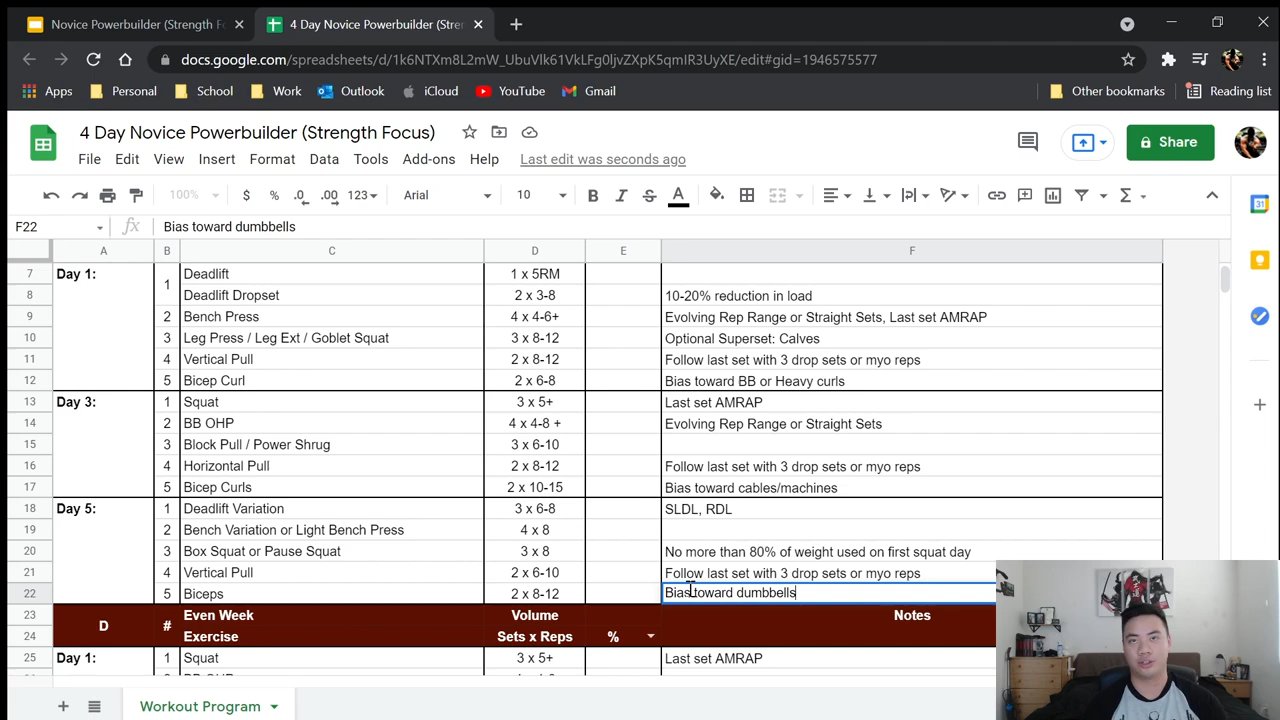 Novice Powerbuilder (Strength F
4 Day Novice Powerbuilder (Stre
docs.google.com/spreadsheets/d/1k6NTXm8L2mW_UbuVlk61VkLFg0ljvZXpK5qmIR3UyXE/edit#gid=1946575577
Apps Personal School Work Outlook iCloud YouTube Gmail Other bookmarks Reading list
4 Day Novice Powerbuilder (Strength Focus)
File Edit View Insert Format Data Tools Add-ons Help Last edit was seconds ago
Share
100% $ % .0 .00 123 Arial 10 B I S A
F22 fx Bias toward dumbbells
A B C D E F
7 Day 1: 1 Deadlift 1 x 5RM
8 Deadlift Dropset 2 x 3-8 10-20% reduction in load
9 2 Bench Press 4 x 4-6+ Evolving Rep Range or Straight Sets, Last set AMRAP
10 3 Leg Press / Leg Ext / Goblet Squat 3 x 8-12 Optional Superset: Calves
11 4 Vertical Pull 2 x 8-12 Follow last set with 3 drop sets or myo reps
12 5 Bicep Curl 2 x 6-8 Bias toward BB or Heavy curls
13 Day 3: 1 Squat 3 x 5+ Last set AMRAP
14 2 BB OHP 4 x 4-8 + Evolving Rep Range or Straight Sets
15 3 Block Pull / Power Shrug 3 x 6-10
16 4 Horizontal Pull 2 x 8-12 Follow last set with 3 drop sets or myo reps
17 5 Bicep Curls 2 x 10-15 Bias toward cables/machines
18 Day 5: 1 Deadlift Variation 3 x 6-8 SLDL, RDL
19 2 Bench Variation or Light Bench Press 4 x 8
20 3 Box Squat or Pause Squat 3 x 8 No more than 80% of weight used on first squat day
21 4 Vertical Pull 2 x 6-10 Follow last set with 3 drop sets or myo reps
22 5 Biceps 2 x 8-12 Bias toward dumbbells
23 D # Even Week Volume Notes
24 Exercise Sets x Reps %
25 Day 1: 1 Squat 3 x 5+ Last set AMRAP
Workout Program